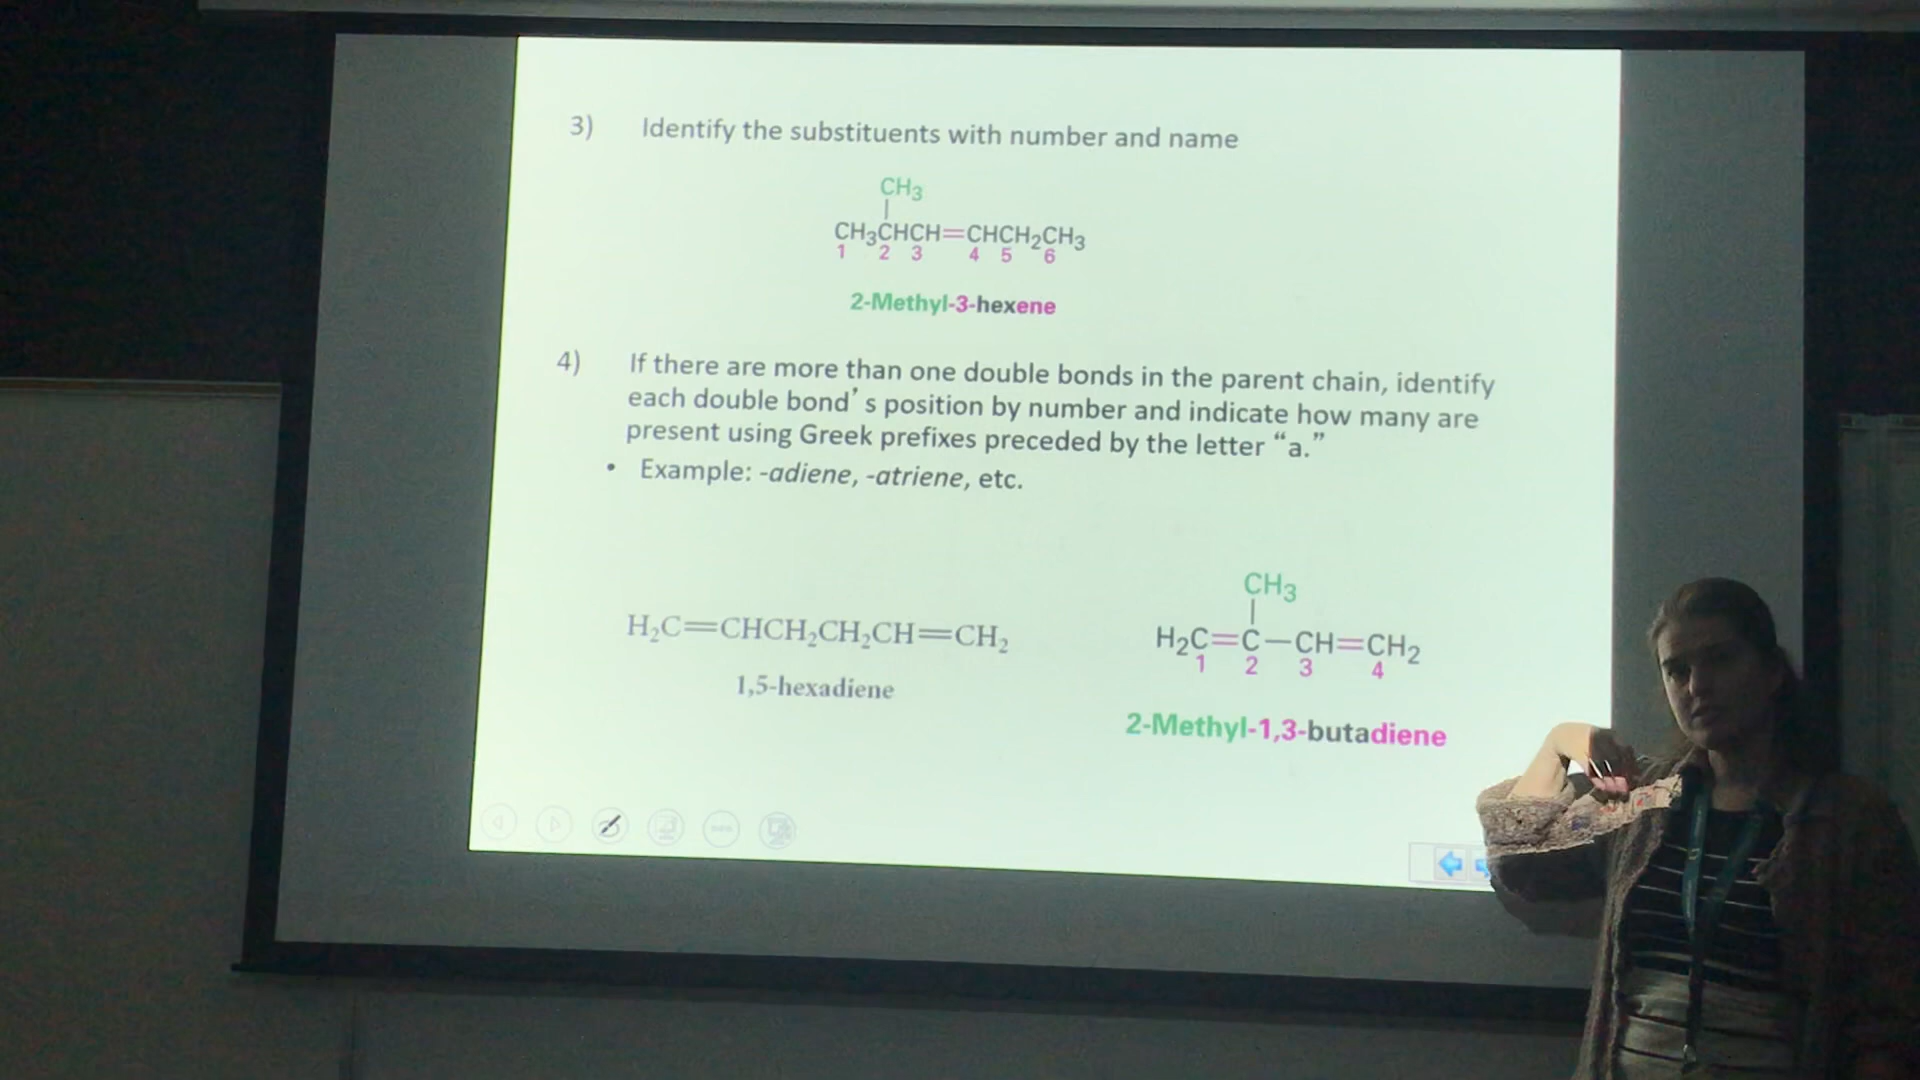 3) Identify the substituents with number and name
CH₃
CH₃CHCH=CHCH₂CH₃
1 2 3 4 5 6
2-Methyl-3-hexene
4) If there are more than one double bonds in the parent chain, identify
each double bond's position by number and indicate how many are
present using Greek prefixes preceded by the letter “a.”
• Example: -adiene, -atriene, etc.
H₂C=CHCH₂CH₂CH=CH₂
1,5-hexadiene
CH₃
H₂C=C—CH=CH₂
1 2 3 4
2-Methyl-1,3-butadiene